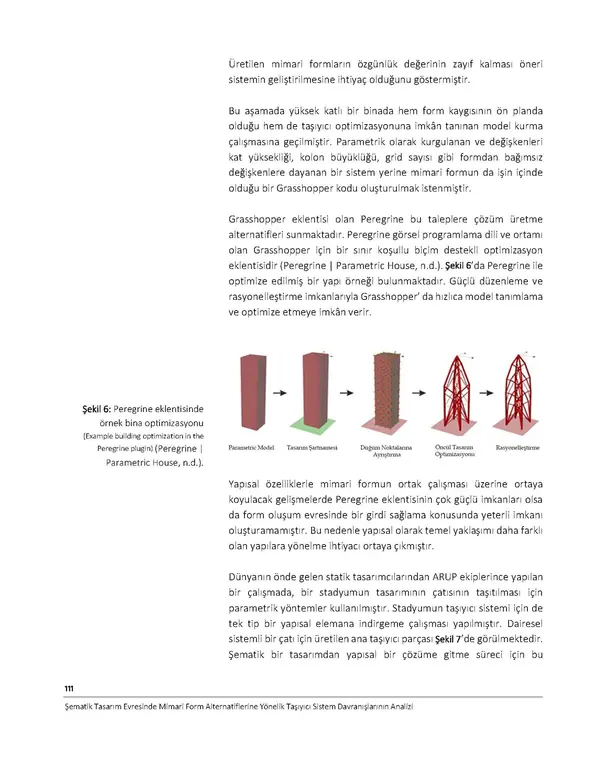 Üretilen mimari formların özgünlük değerinin zayıf kalması öneri
sistemin geliştirilmesine ihtiyaç olduğunu göstermiştir.
Bu aşamada yüksek katlı bir binada hem form kaygısının ön planda
olduğu hem de taşıyıcı optimizasyonuna imkân tanınan model kurma
çalışmasına geçilmiştir. Parametrik olarak kurgulanan ve değişkenleri
kat yüksekliği, kolon büyüklüğü, grid sayısı gibi formdan bağımsız
değişkenlere dayanan bir sistem yerine mimari formun da işin içinde
olduğu bir Grasshopper kodu oluşturulmak istenmiştir.
Grasshopper eklentisi olan Peregrine bu taleplere çözüm üretme
alternatifleri sunmaktadır. Peregrine görsel programlama dili ve ortamı
olan Grasshopper için bir sınır koşullu biçim destekli optimizasyon
eklentisidir (Peregrine | Parametric House, n.d.). Şekil 6’da Peregrine ile
optimize edilmiş bir yapı örneği bulunmaktadır. Güçlü düzenleme ve
rasyonelleştirme imkanlarıyla Grasshopper’ da hızlıca model tanımlama
ve optimize etmeye imkân verir.
Şekil 6: Peregrine eklentisinde
örnek bina optimizasyonu
(Example building optimization in the
Peregrine plugin) (Peregrine |
Parametric House, n.d.).
Parametric Model
Tasarım Şartnamesi
Düğüm Noktalarına
Ayrıştırma
Öncül Tasarım
Optimizasyonu
Rasyonelleştirme
Yapısal özelliklerle mimari formun ortak çalışması üzerine ortaya
koyulacak gelişmelerde Peregrine eklentisinin çok güçlü imkanları olsa
da form oluşum evresinde bir girdi sağlama konusunda yeterli imkanı
oluşturamamıştır. Bu nedenle yapısal olarak temel yaklaşımı daha farklı
olan yapılara yönelme ihtiyacı ortaya çıkmıştır.
Dünyanın önde gelen statik tasarımcılarından ARUP ekiplerince yapılan
bir çalışmada, bir stadyumun tasarımının çatısının taşıtılması için
parametrik yöntemler kullanılmıştır. Stadyumun taşıyıcı sistemi için de
tek tip bir yapısal elemana indirgeme çalışması yapılmıştır. Dairesel
sistemli bir çatı için üretilen ana taşıyıcı parçası Şekil 7’de görülmektedir.
Şematik bir tasarımdan yapısal bir çözüme gitme süreci için bu
111
Şematik Tasarım Evresinde Mimari Form Alternatiflerine Yönelik Taşıyıcı Sistem Davranışlarının Analizi